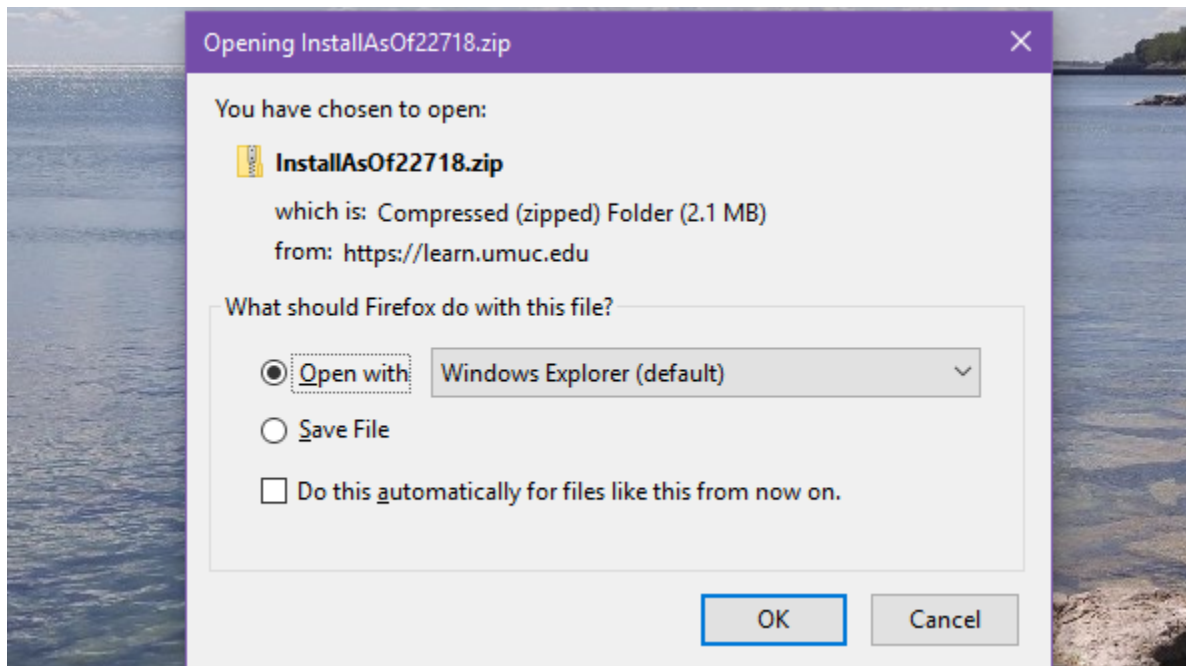 Opening InstallAsOf22718.zip
You have chosen to open:
InstallAsOf22718.zip
which is: Compressed (zipped) Folder (2.1 MB)
from: https://learn.umuc.edu
What should Firefox do with this file?
Open with Windows Explorer (default)
Save File
Do this automatically for files like this from now on.
OK Cancel